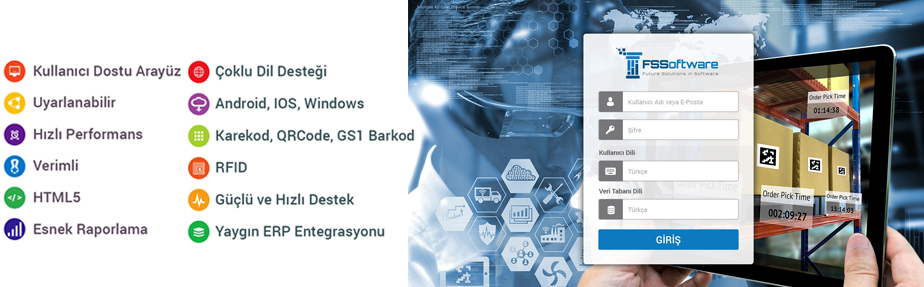 Kullanıcı Dostu Arayüz
Uyarlanabilir
Hızlı Performans
Verimli
HTML5
Esnek Raporlama
Çoklu Dil Desteği
Android, IOS, Windows
Karekod, QRCode, GS1 Barkod
RFID
Güçlü ve Hızlı Destek
Yaygın ERP Entegrasyonu
FSSoftware
Future Solutions in Software
Kullanıcı Adı veya E-Posta
Şifre
Kullanıcı Dili
Türkçe
Veri Tabanı Dili
Türkçe
GİRİŞ
Order Pick Time
01:14:38
Order Pick Time
002:09:27
Order Pick Time